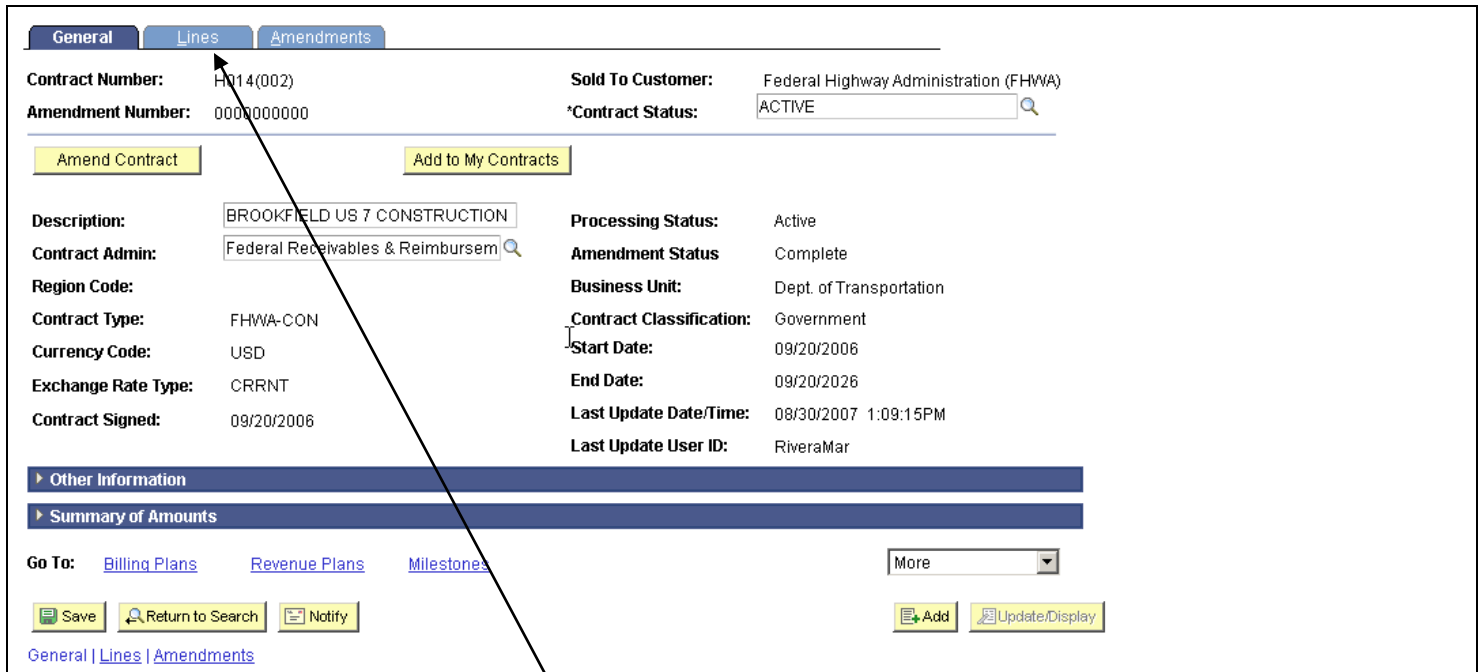 General Lines Amendments
Contract Number: H014(002) Sold To Customer: Federal Highway Administration (FHWA)
Amendment Number: 0000000000 *Contract Status: ACTIVE
Amend Contract Add to My Contracts
Description: BROOKFIELD US 7 CONSTRUCTION Processing Status: Active
Contract Admin: Federal Receivables & Reimbursem Amendment Status Complete
Region Code: Business Unit: Dept. of Transportation
Contract Type: FHWA-CON Contract Classification: Government
Currency Code: USD Start Date: 09/20/2006
Exchange Rate Type: CRRNT End Date: 09/20/2026
Contract Signed: 09/20/2006 Last Update Date/Time: 08/30/2007 1:09:15PM
Last Update User ID: RiveraMar
Other Information
Summary of Amounts
Go To: Billing Plans Revenue Plans Milestones More
Save Return to Search Notify Add Update/Display
General | Lines | Amendments